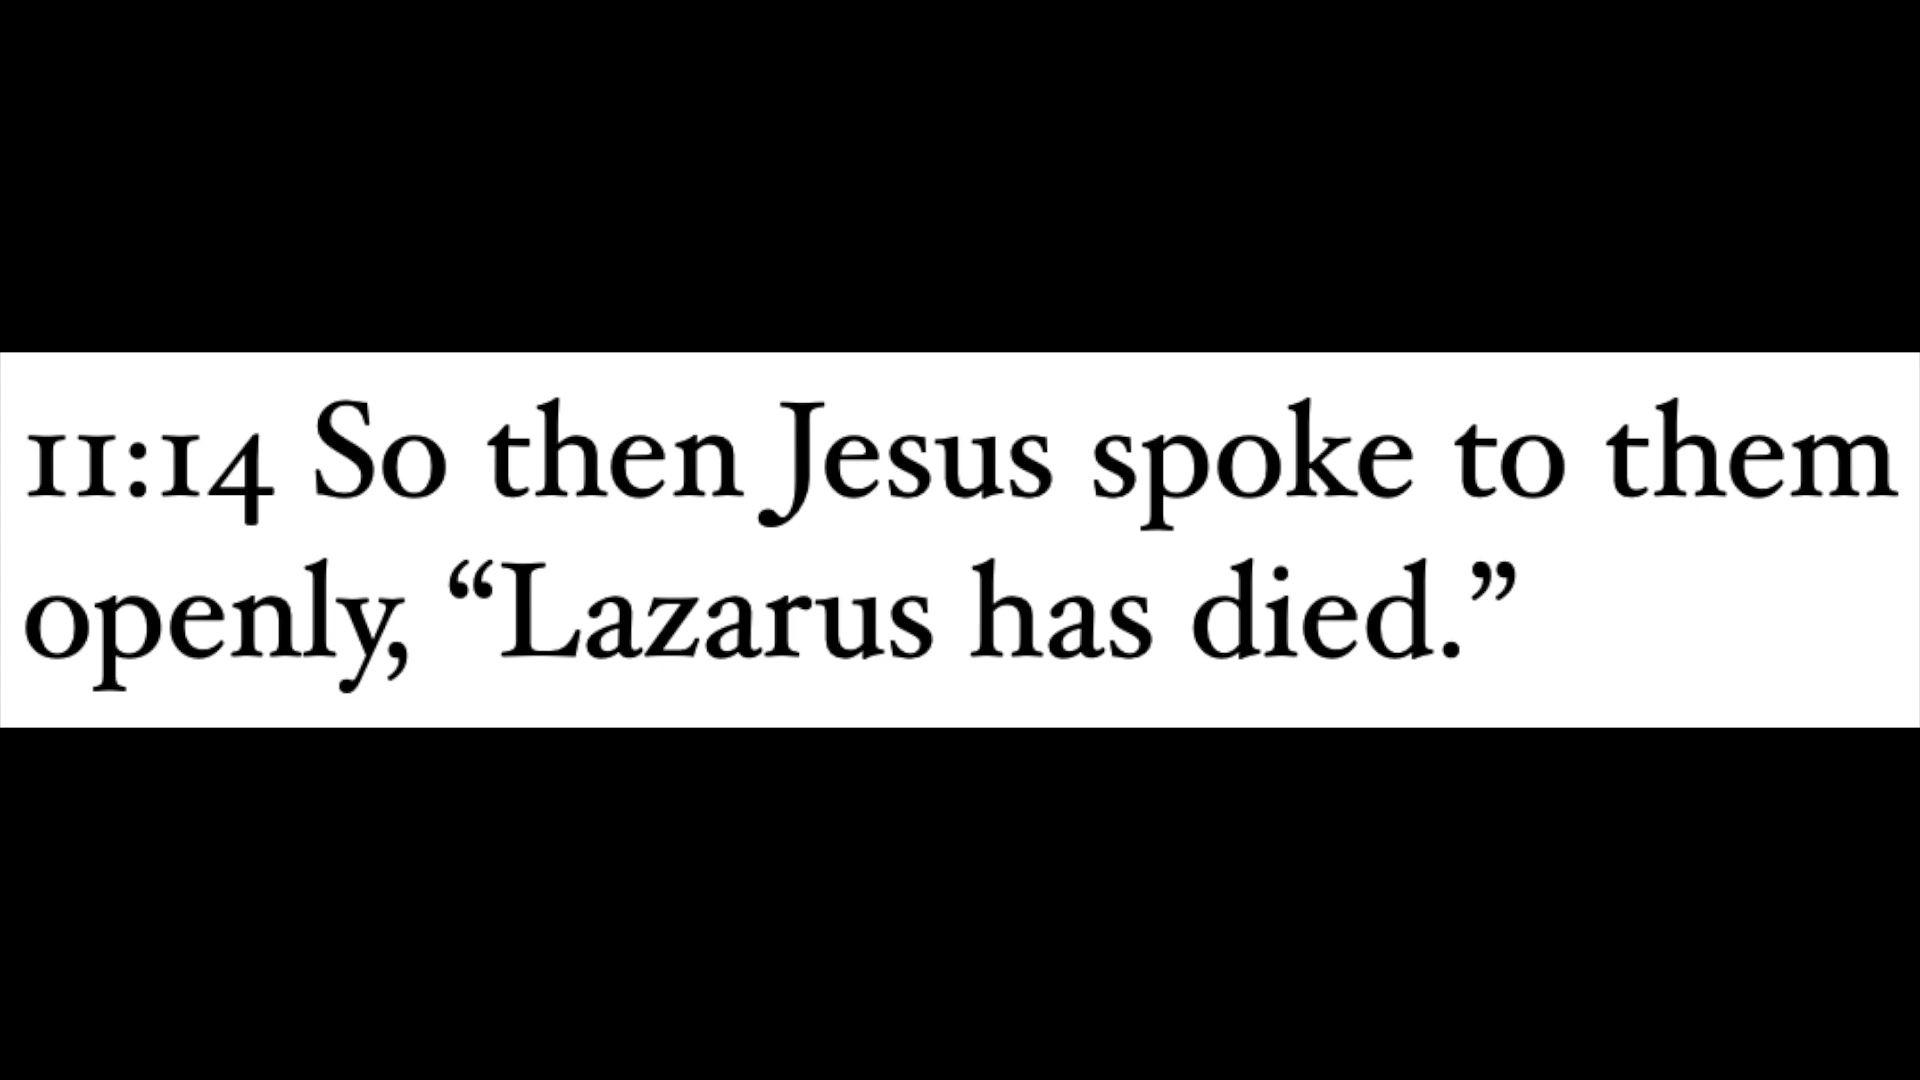 11:14 So then Jesus spoke to them
openly, “Lazarus has died.”